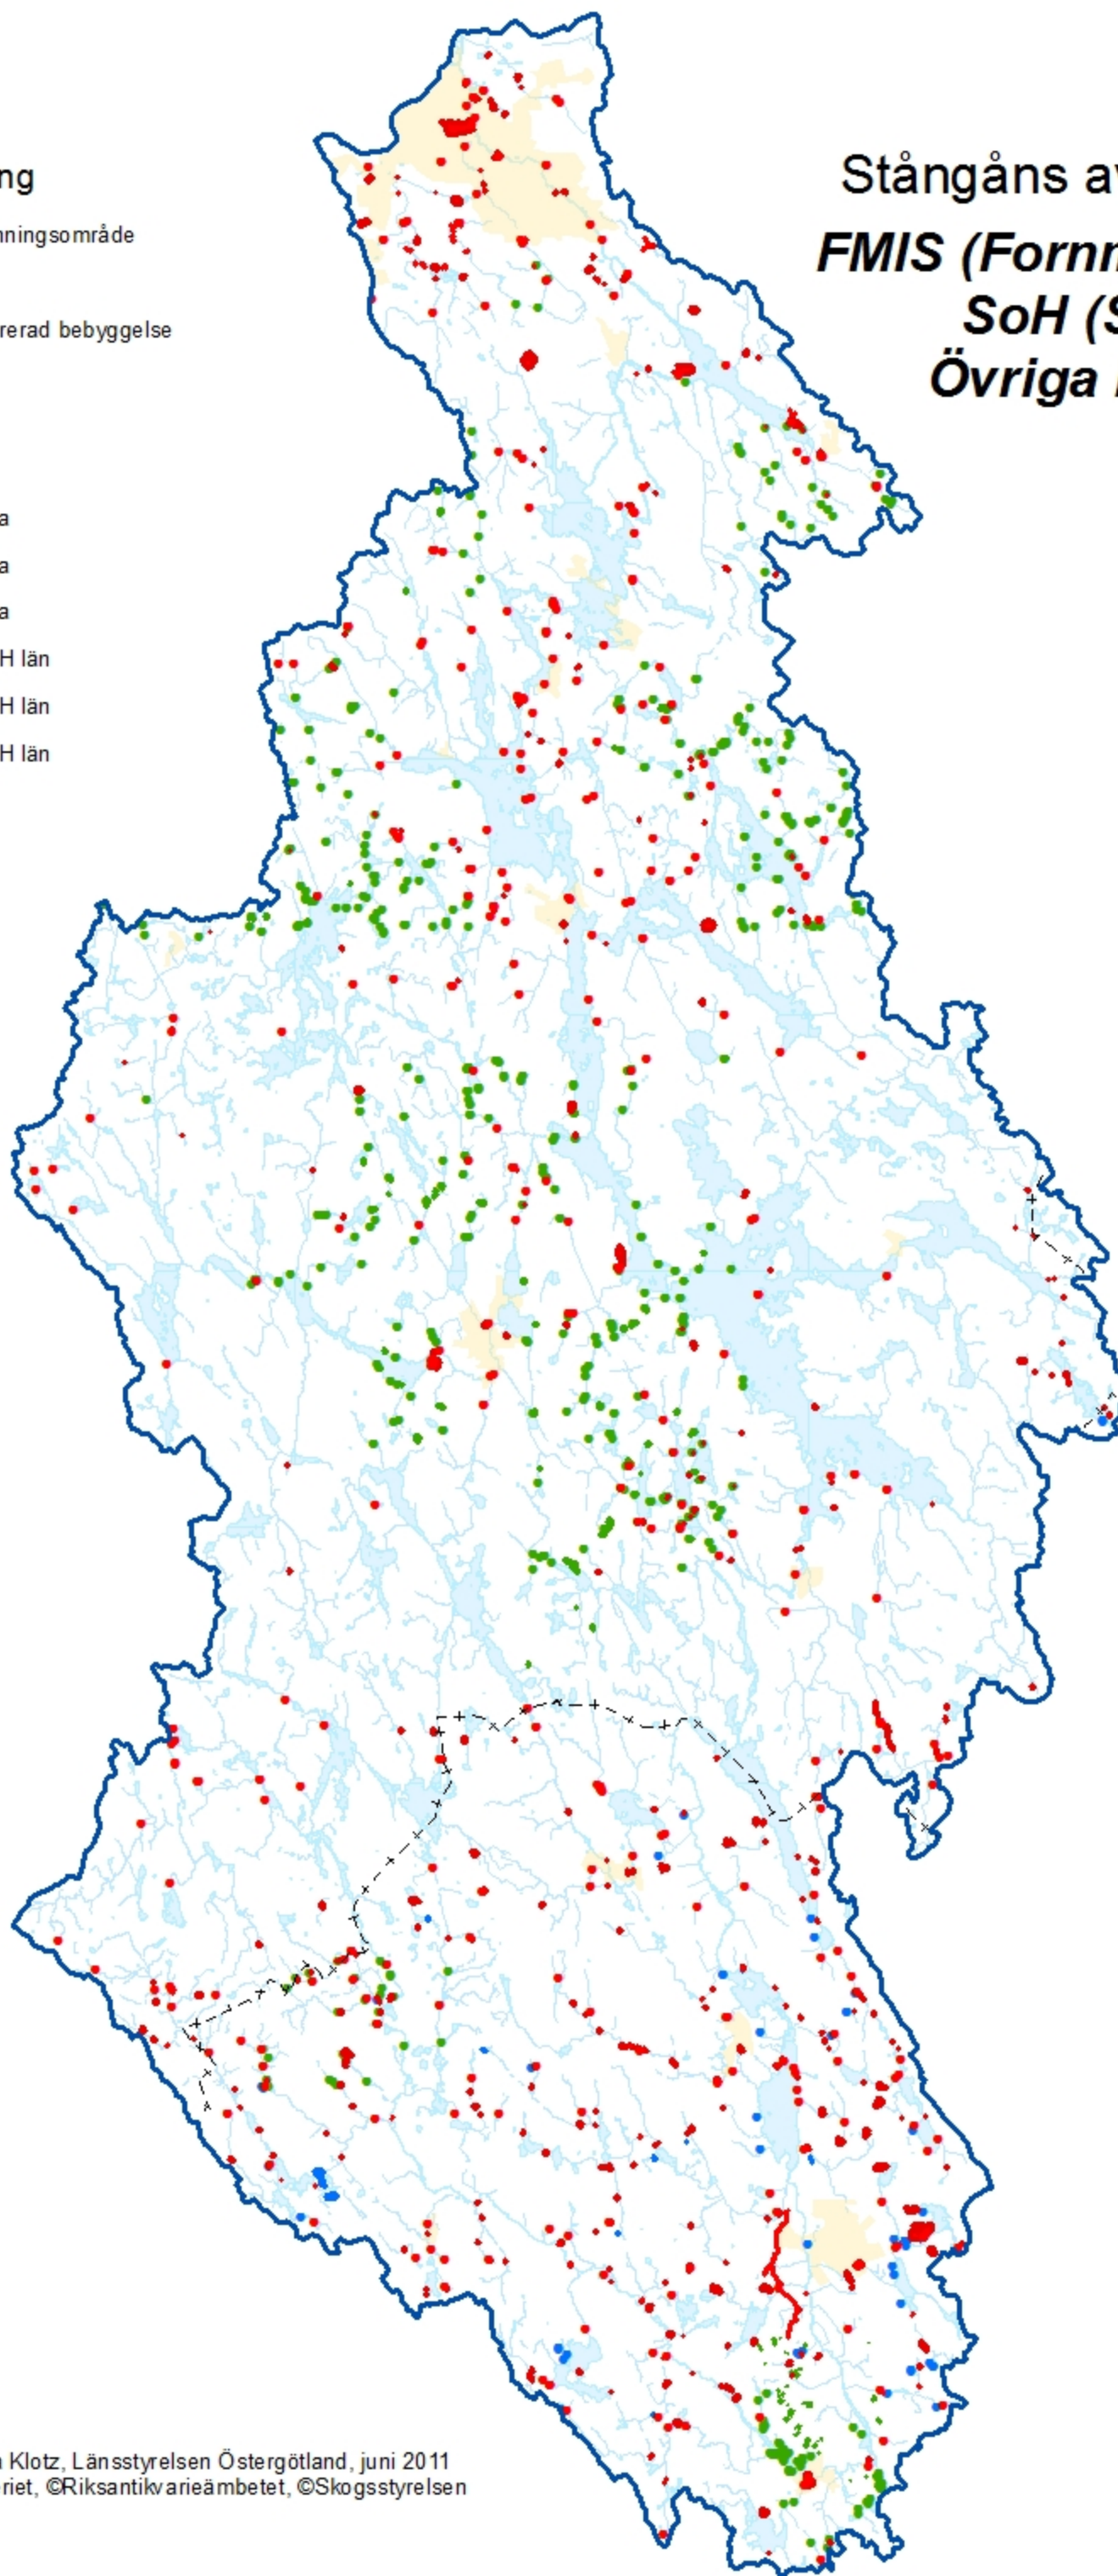 ng
nningsområde
rerad bebyggelse
a
a
a
H län
H län
H län
Stångåns av
FMIS (Fornm
SoH (S
Övriga
Klotz, Länsstyrelsen Östergötland, juni 2011
riet, ©Riksantikvarieämbetet, ©Skogsstyrelsen